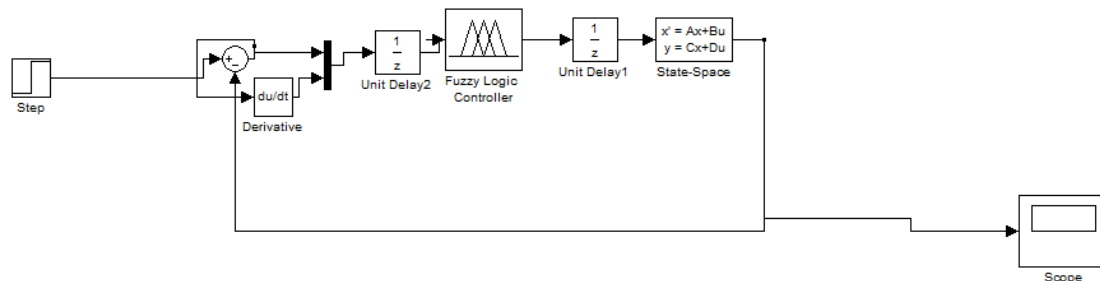 Step
+
−
du/dt
Derivative
1
z
Unit Delay2
Fuzzy Logic
Controller
1
z
Unit Delay1
x' = Ax+Bu
y = Cx+Du
State-Space
Scope